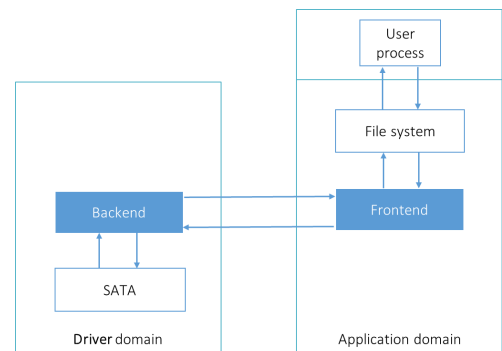 User
process
File system
Backend
Frontend
SATA
Driver domain
Application domain